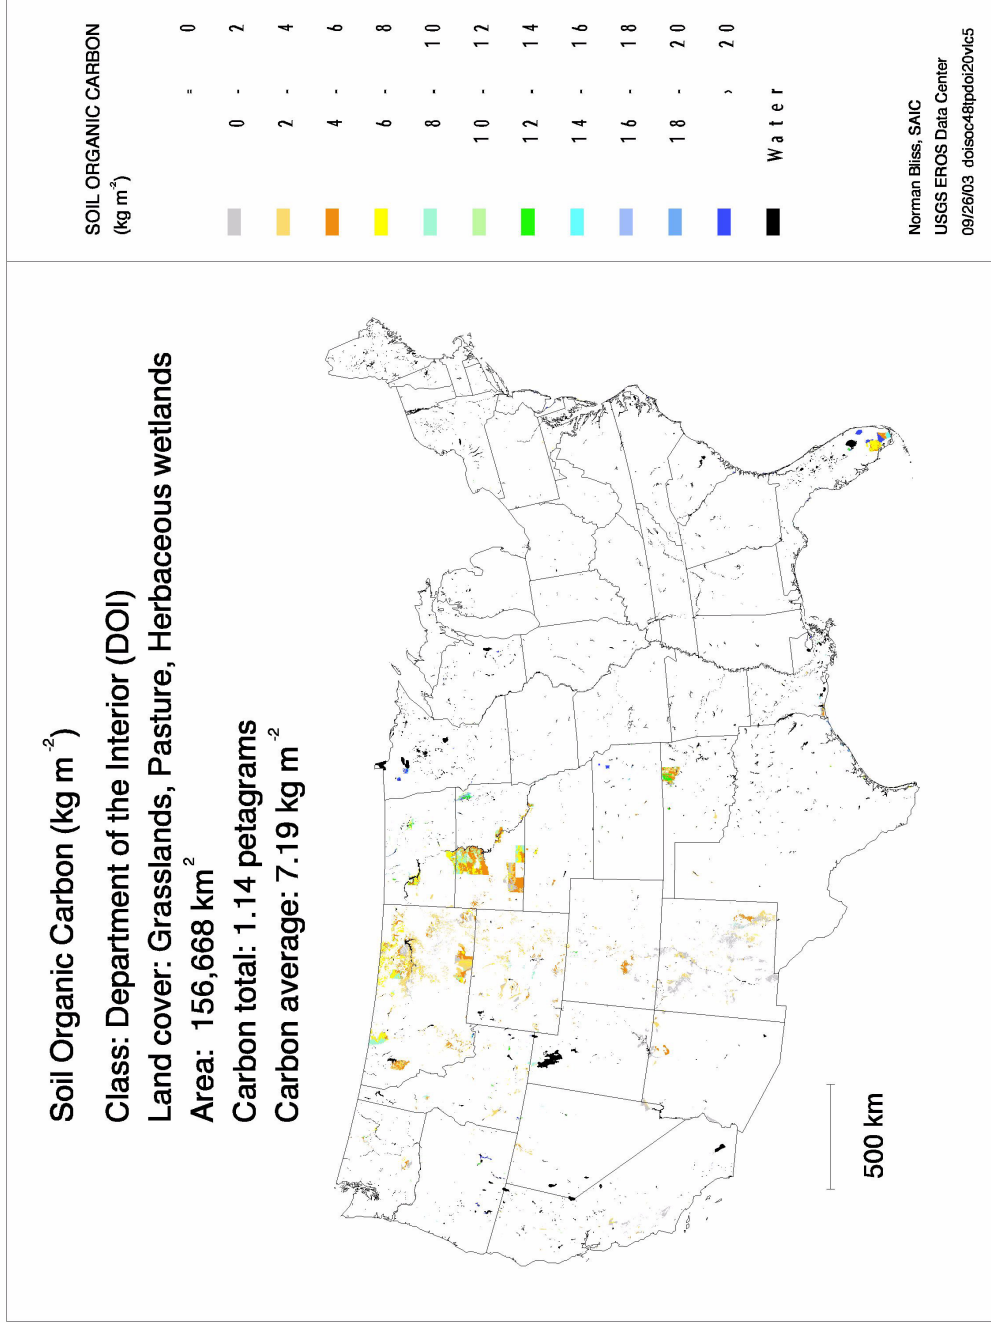 Soil Organic Carbon (kg m-2)
Class: Department of the Interior (DOI)
Land cover: Grasslands, Pasture, Herbaceous wetlands
Area: 156,668 km2
Carbon total: 1.14 petagrams
Carbon average: 7.19 kg m-2
500 km
SOIL ORGANIC CARBON
(kg m-2)
= 0
0 - 2
2 - 4
4 - 6
6 - 8
8 - 10
10 - 12
12 - 14
14 - 16
16 - 18
18 - 20
> 20
Water
Norman Bliss, SAIC
USGS EROS Data Center
09/26/03 doisoc48tpdoi20vlc5